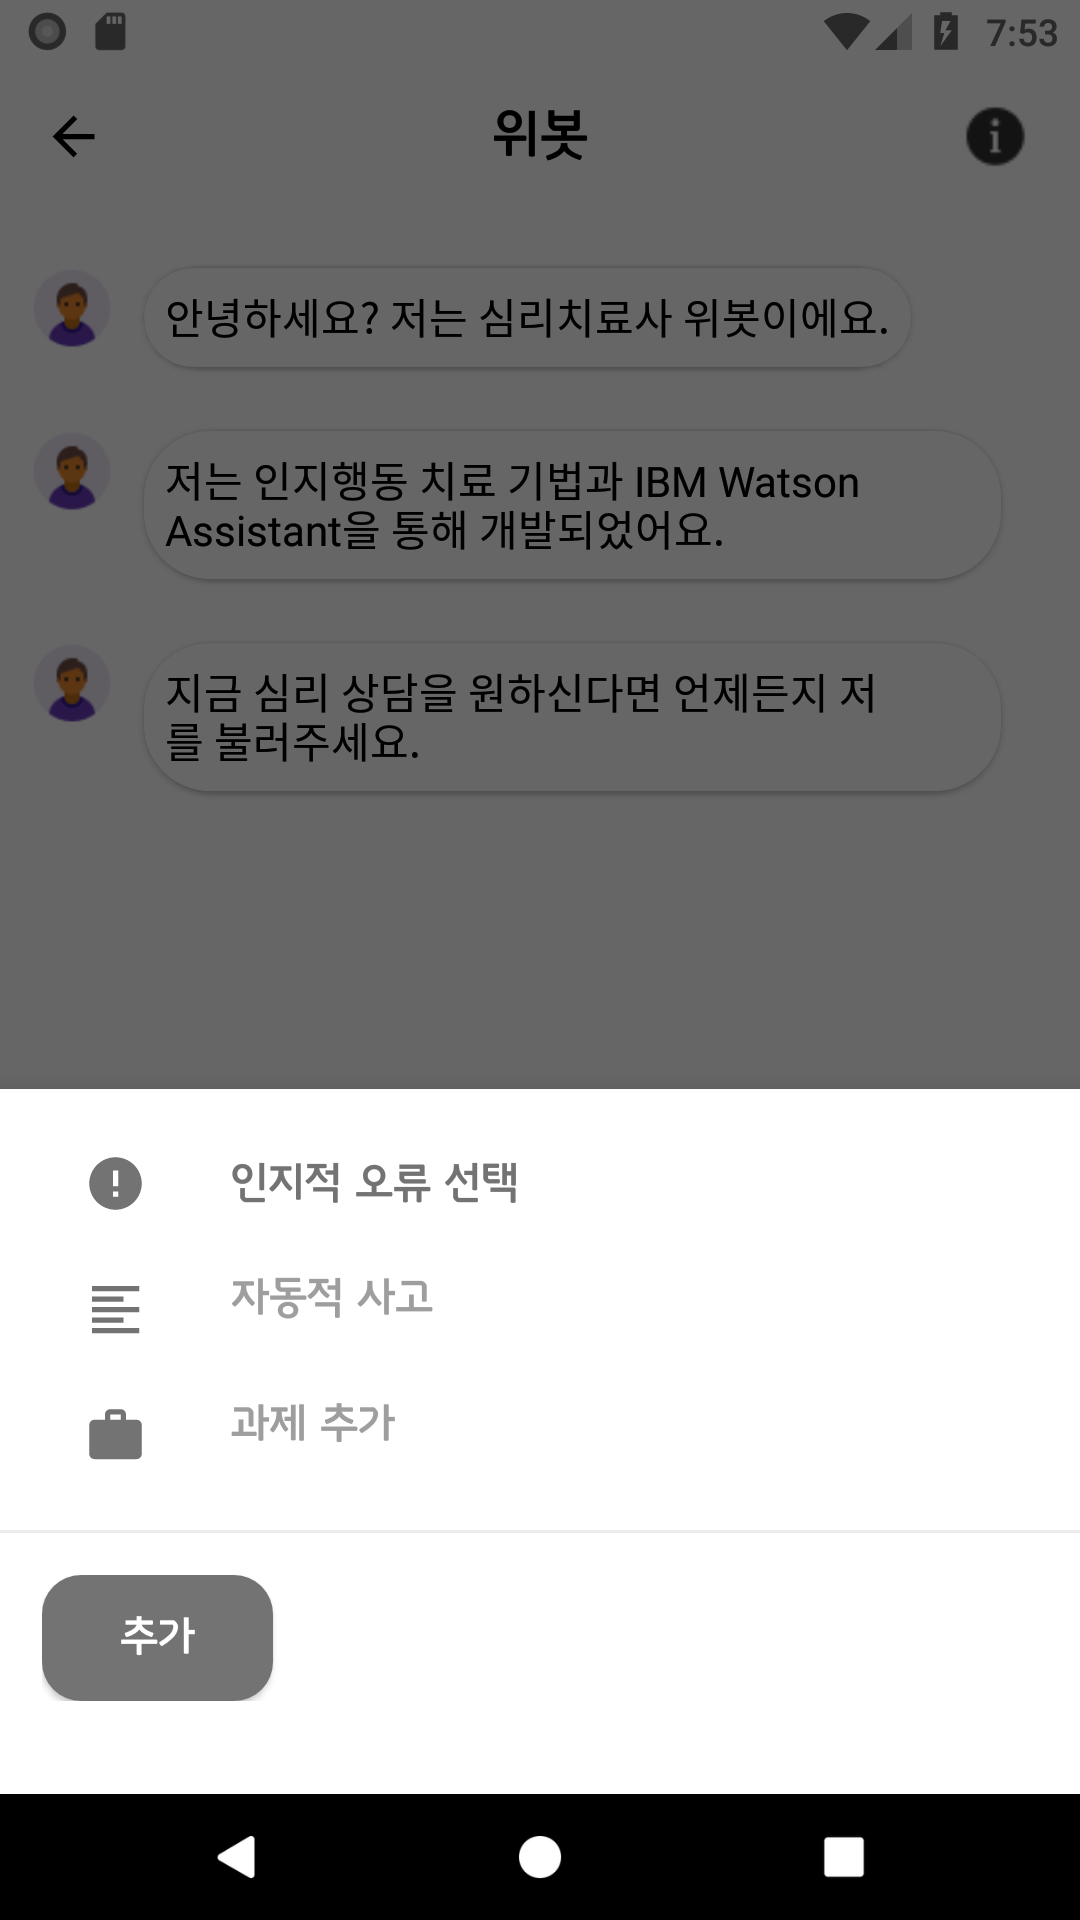 7:53
위봇
안녕하세요? 저는 심리치료사 위봇이에요.
저는 인지행동 치료 기법과 IBM Watson
Assistant을 통해 개발되었어요.
지금 심리 상담을 원하신다면 언제든지 저
를 불러주세요.
인지적 오류 선택
자동적 사고
과제 추가
추가